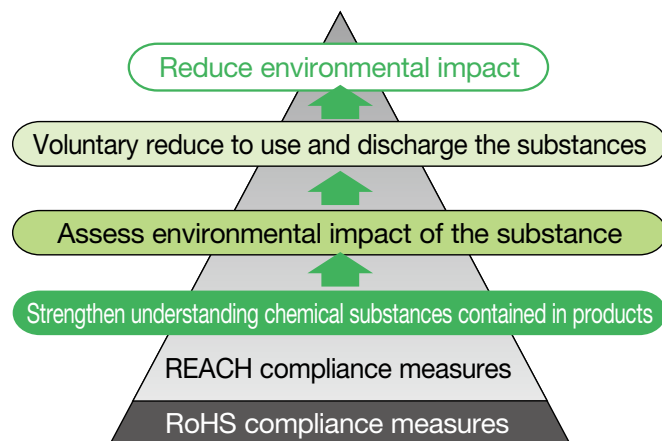 Reduce environmental impact
Voluntary reduce to use and discharge the substances
Assess environmental impact of the substance
Strengthen understanding chemical substances contained in products
REACH compliance measures
RoHS compliance measures